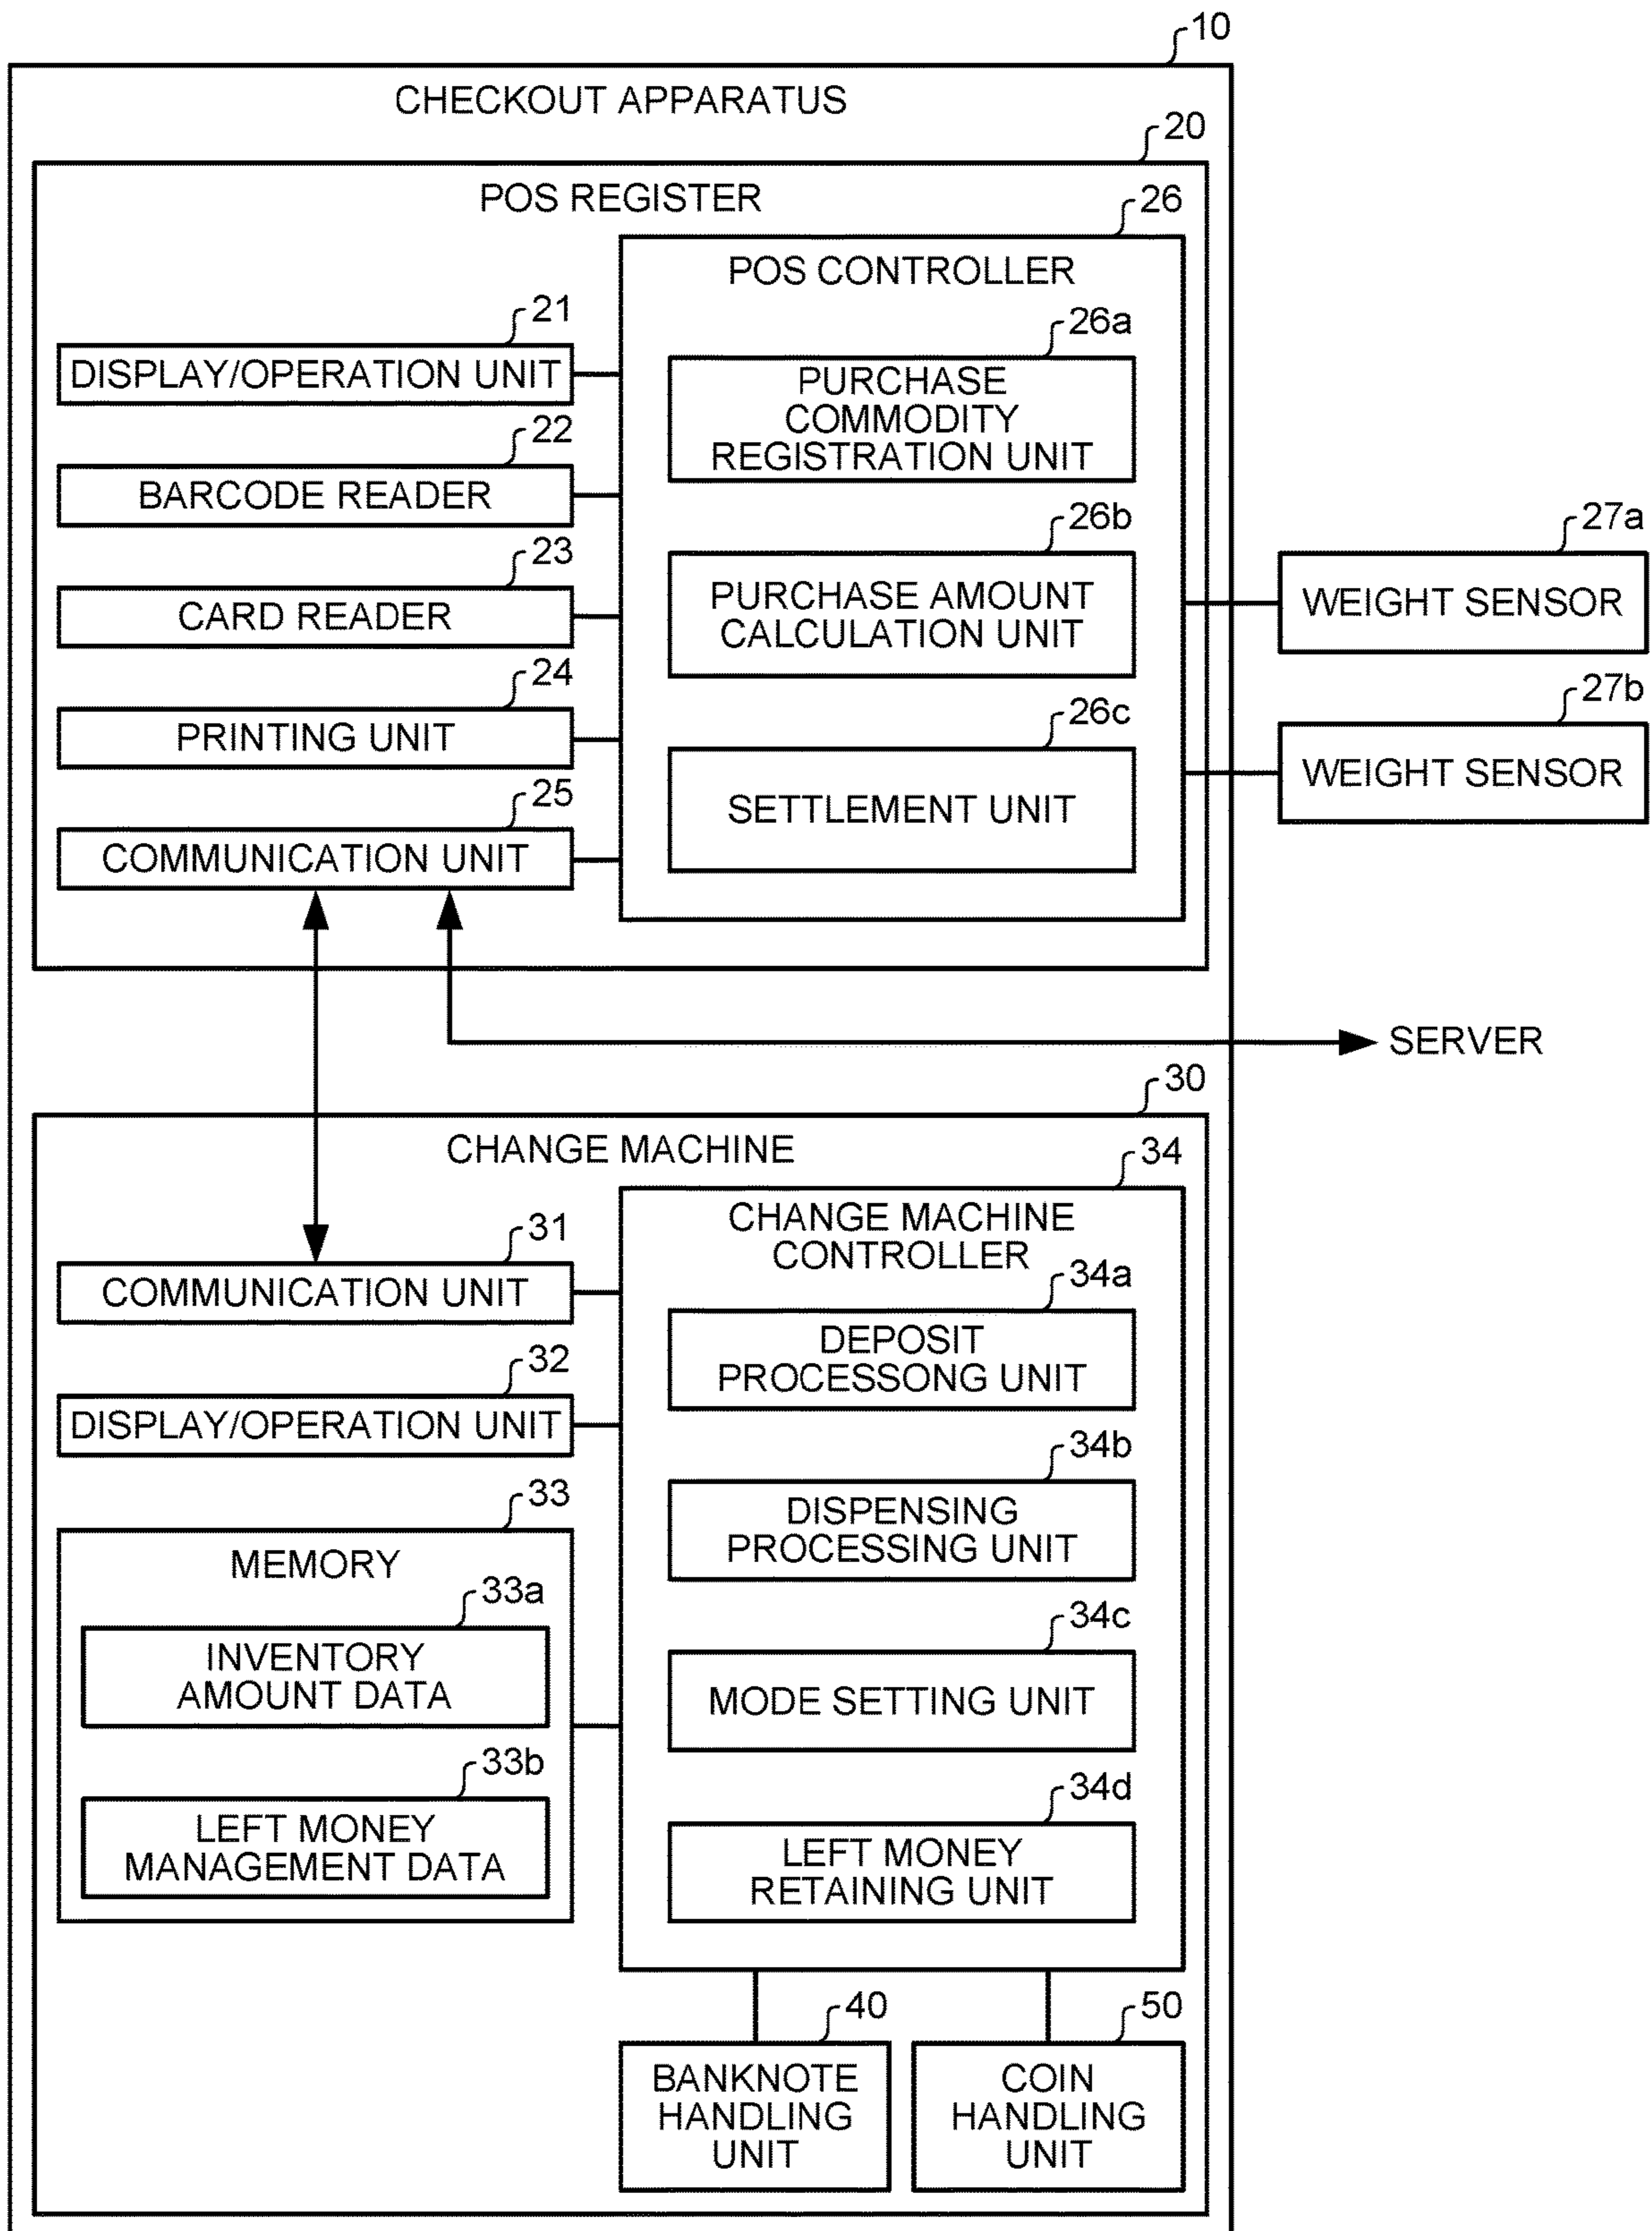 10
CHECKOUT APPARATUS
20
POS REGISTER
26
POS CONTROLLER
21
DISPLAY/OPERATION UNIT
22
BARCODE READER
23
CARD READER
24
PRINTING UNIT
25
COMMUNICATION UNIT
26a
PURCHASE
COMMODITY
REGISTRATION UNIT
26b
PURCHASE AMOUNT
CALCULATION UNIT
26c
SETTLEMENT UNIT
27a
WEIGHT SENSOR
27b
WEIGHT SENSOR
SERVER
30
CHANGE MACHINE
34
CHANGE MACHINE
CONTROLLER
31
COMMUNICATION UNIT
32
DISPLAY/OPERATION UNIT
33
MEMORY
33a
INVENTORY
AMOUNT DATA
33b
LEFT MONEY
MANAGEMENT DATA
34a
DEPOSIT
PROCESSONG UNIT
34b
DISPENSING
PROCESSING UNIT
34c
MODE SETTING UNIT
34d
LEFT MONEY
RETAINING UNIT
40
BANKNOTE
HANDLING
UNIT
50
COIN
HANDLING
UNIT